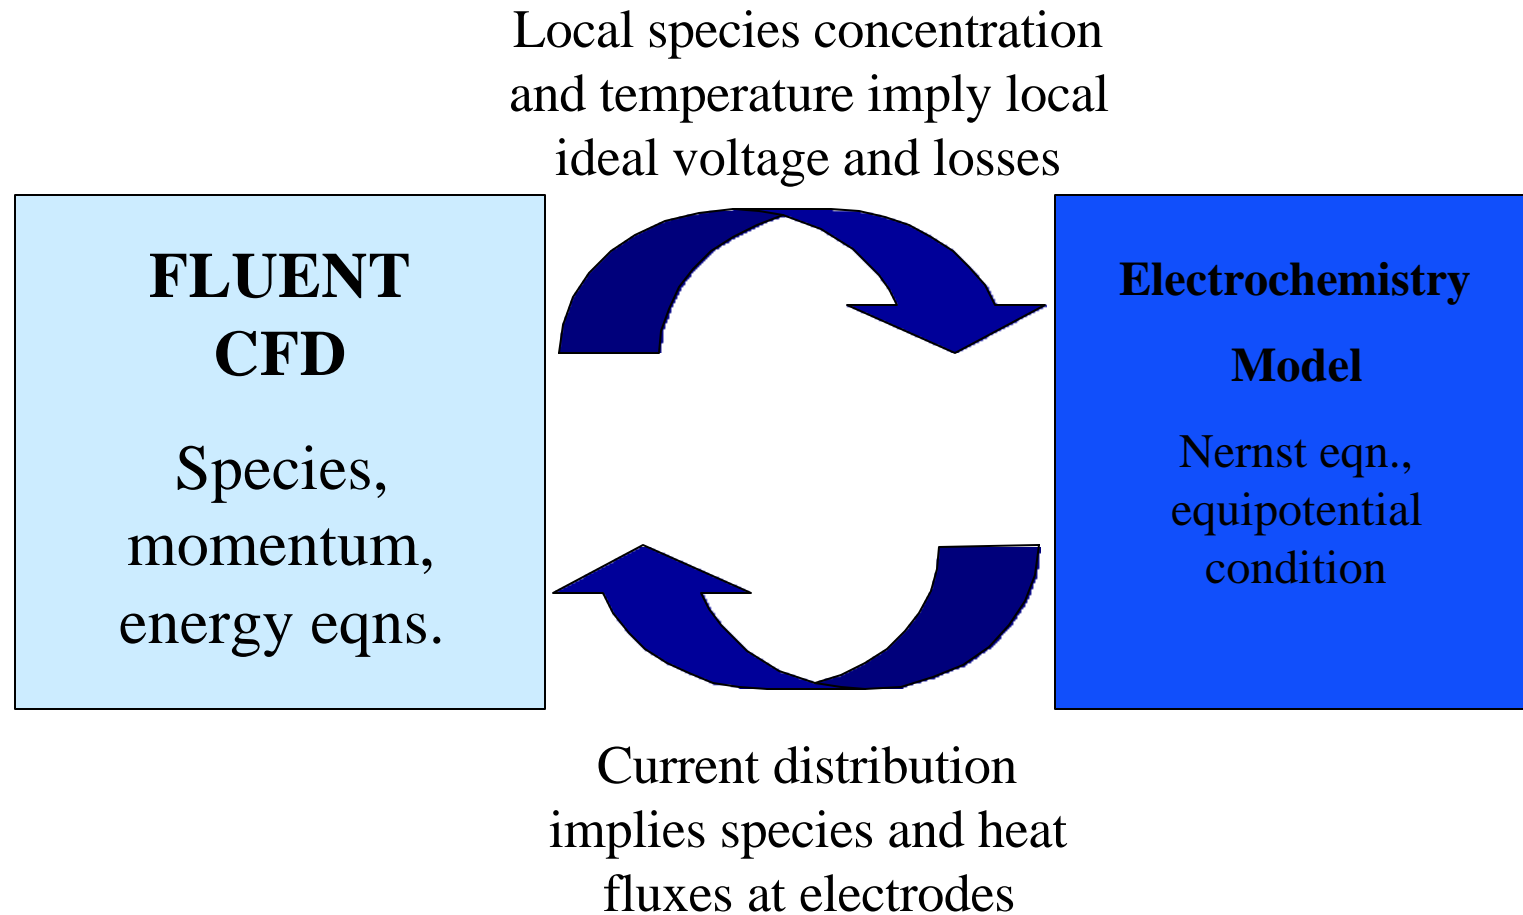 Local species concentration
and temperature imply local
ideal voltage and losses
FLUENT
CFD
Species,
momentum,
energy eqns.
Electrochemistry
Model
Nernst eqn.,
equipotential
condition
Current distribution
implies species and heat
fluxes at electrodes